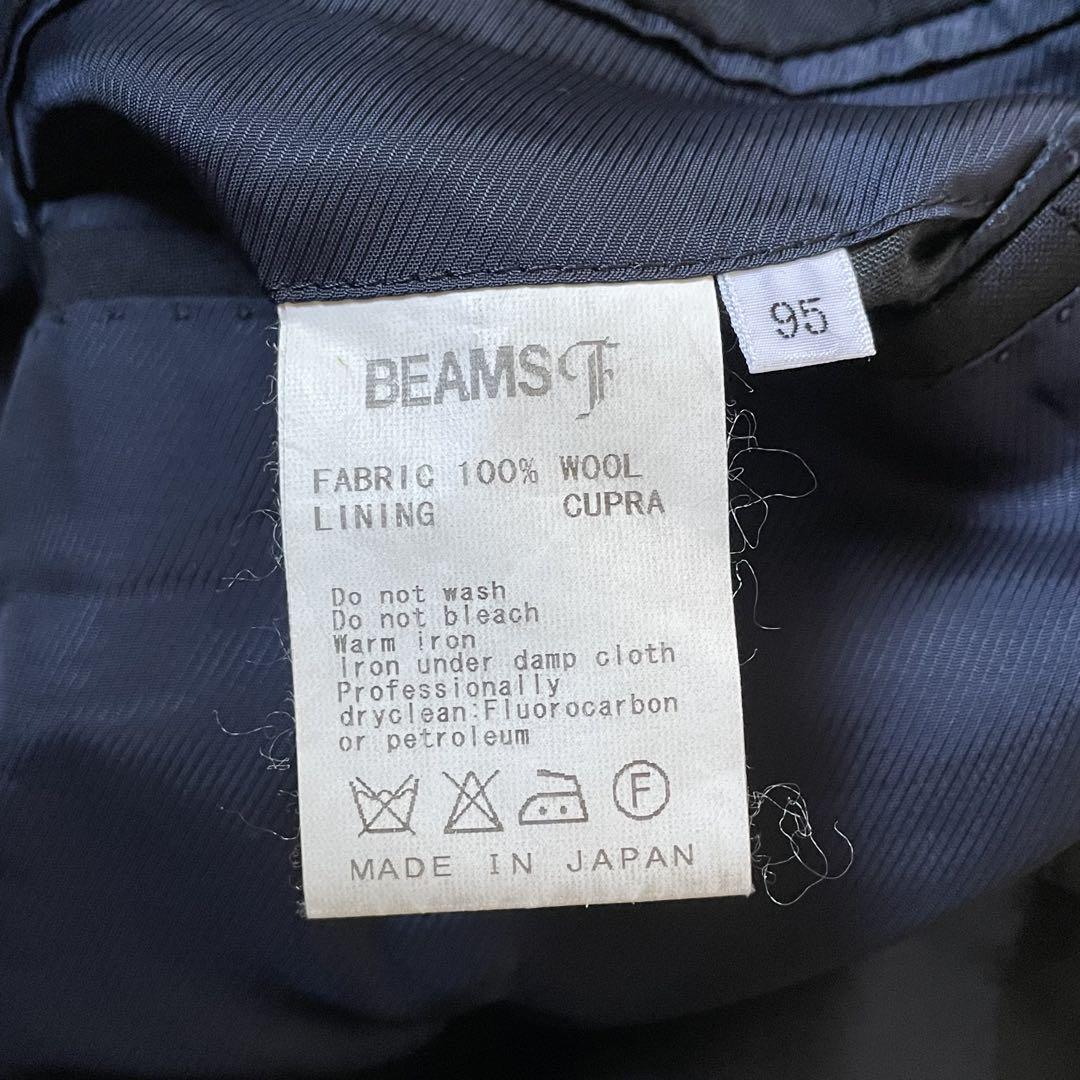 95
BEAMS F
FABRIC 100% WOOL
LINING CUPRA
Do not wash
Do not bleach
Warm iron
Iron under damp cloth
Professionally
dryclean:Fluorocarbon
or petroleum
F
MADE IN JAPAN